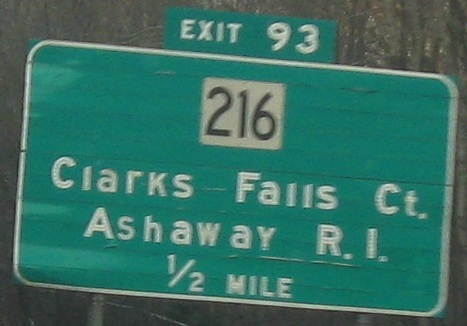 EXIT 93
216
Clarks Falls Ct.
Ashaway R.I.
1/2 MILE